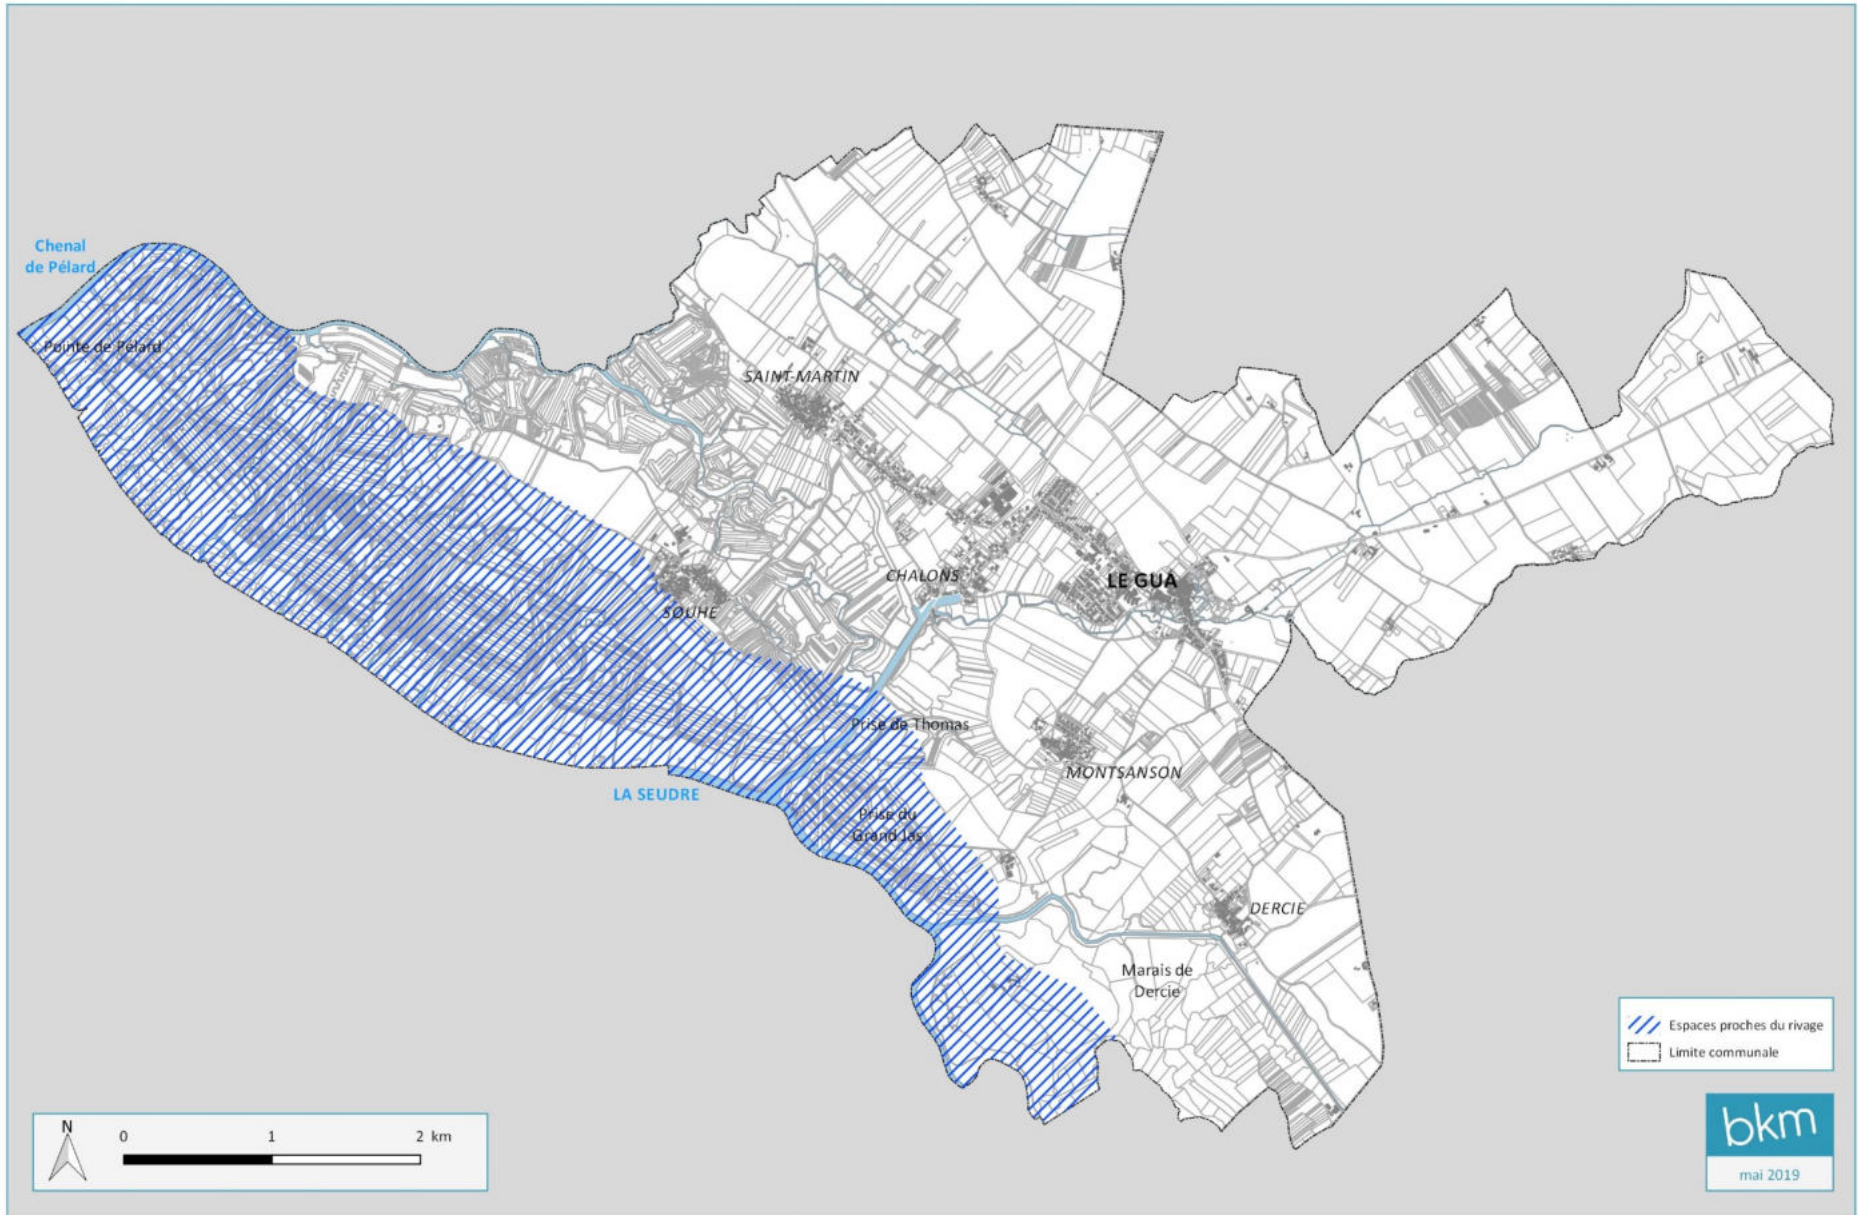 Chenal
de Pélard
Pointe de Pélard
SAINT-MARTIN
CHALONS
LE GUA
SOUHE
Prise de Thomas
MONTSANSON
LA SEUDRE
Prise du
Grand Jas
DERCIE
Marais de
Dercie
Espaces proches du rivage
Limite communale
N
0 1 2 km
bkm
mai 2019